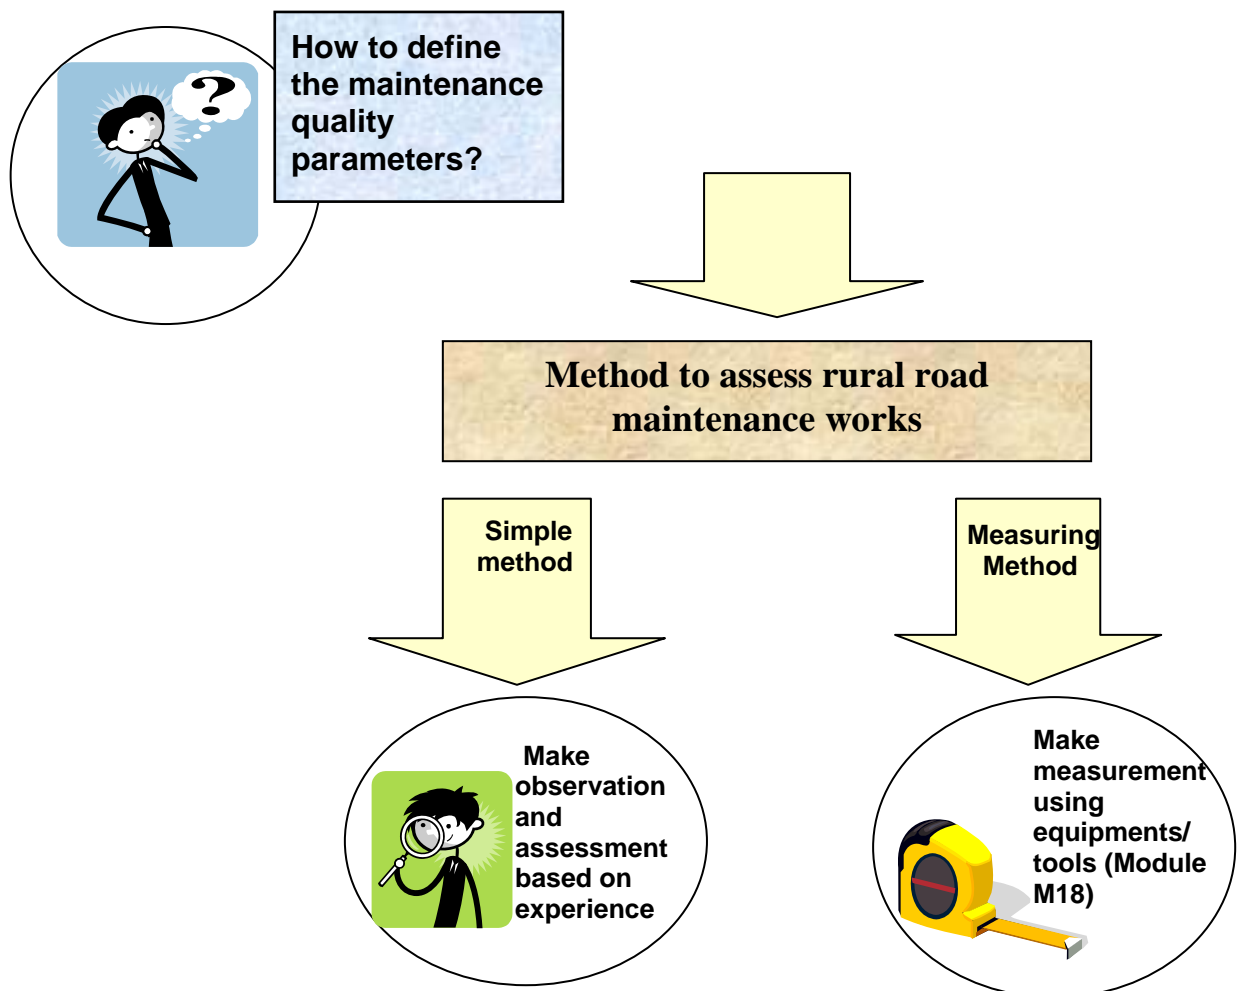 How to define
the maintenance
quality
parameters?
?
Method to assess rural road
maintenance works
Simple
method
Measuring
Method
Make
observation
and
assessment
based on
experience
Make
measurement
using
equipments/
tools (Module
M18)